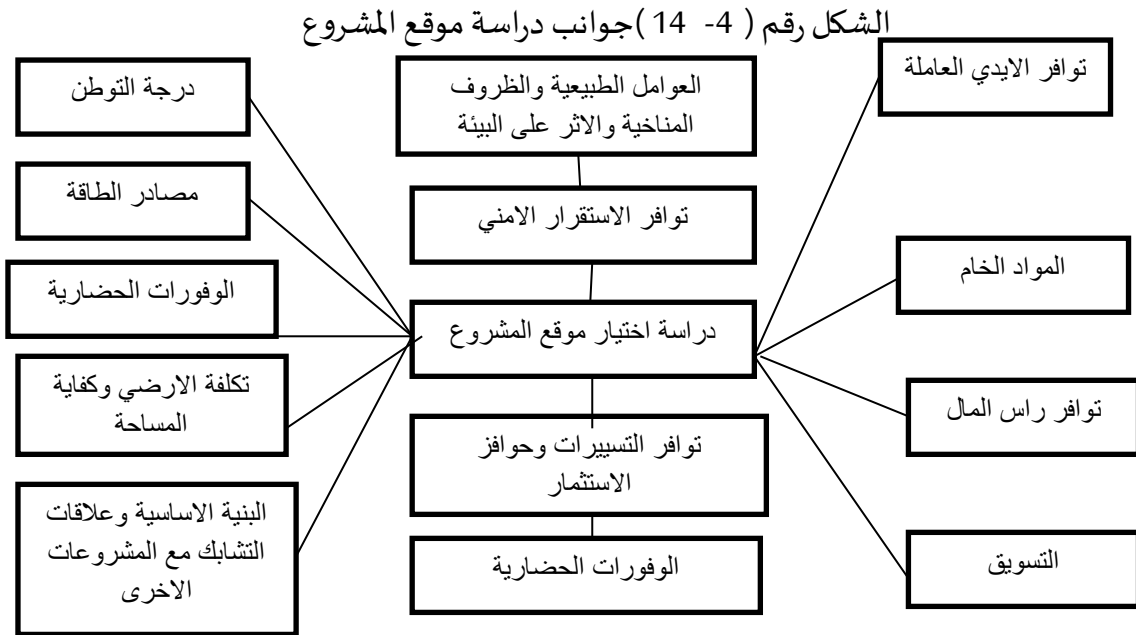 الشكل رقم ( 4- 14 )جوانب دراسة موقع المشروع
توافر الايدي العاملة
المواد الخام
توافر راس المال
التسويق
العوامل الطبيعية والظروف
المناخية والاثر على البيئة
توافر الاستقرار الامني
دراسة اختيار موقع المشروع
توافر التسييرات وحوافز
الاستثمار
الوفورات الحضارية
درجة التوطن
مصادر الطاقة
الوفورات الحضارية
تكلفة الارضي وكفاية
المساحة
البنية الاساسية وعلاقات
التشابك مع المشروعات
الاخرى